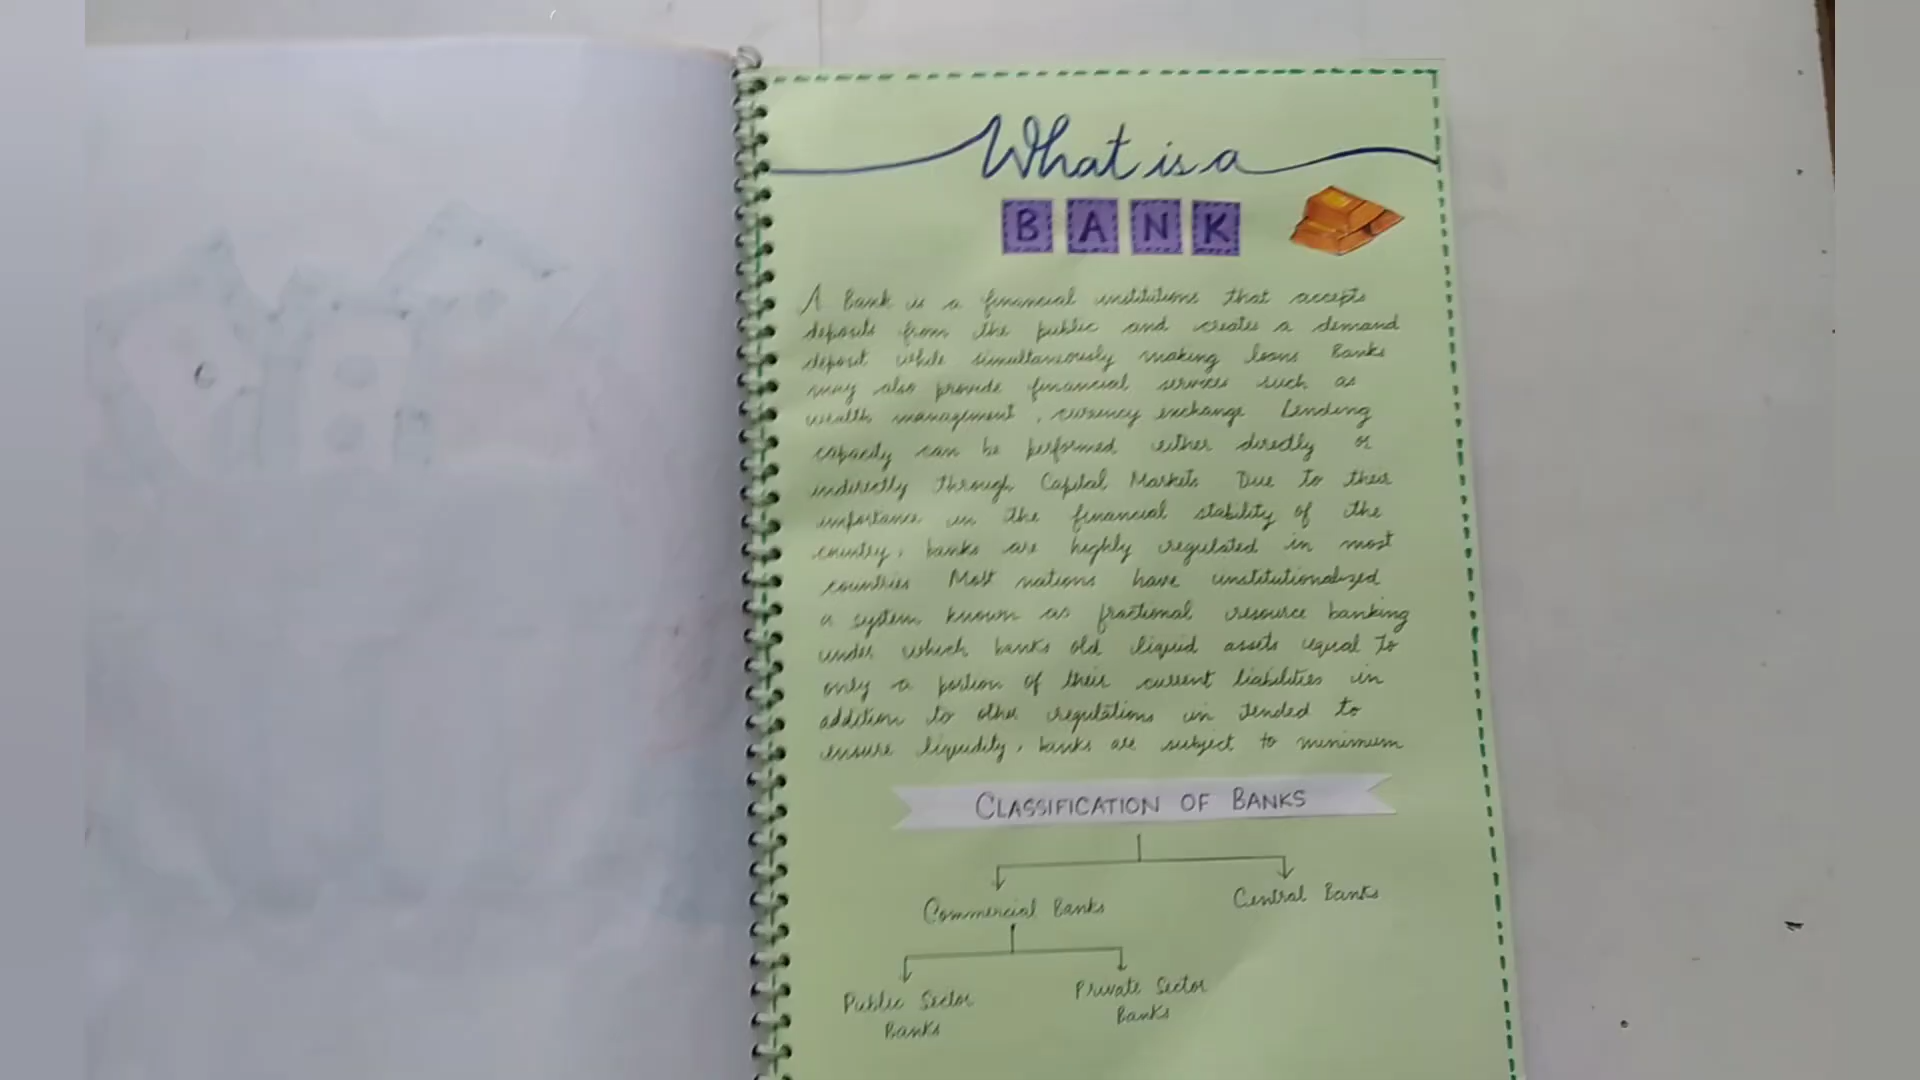 What is a
BANK
A Bank is a financial institutions that accepts
deposits from the public and creates a demand
deposit while simultaneously making loans Banks
may also provide financial services such as
wealth management, currency exchange Lending
capacity can be performed either directly or
indirectly through Capital Markets Due to their
importance in the financial stability of the
country, banks are highly regulated in most
countries Most nations have institutionalized
a system known as fractional resource banking
under which banks old liquid assets equal to
only a portion of their current liabilities in
addition to other regulations in tended to
ensure liquidity, banks are subject to minimum
CLASSIFICATION OF BANKS
Commercial Banks
Central Banks
Public Sector
Banks
Private Sector
Banks